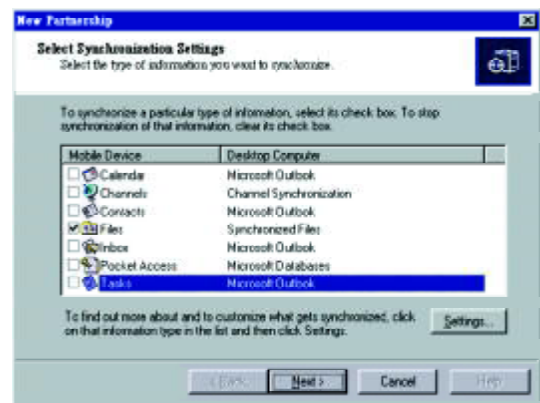 New Partnership
Select Synchronization Settings
Select the type of information you want to synchronize.
To synchronize a particular type of information, select its check box. To stop
synchronization of that information, clear its check box.
Mobile Device Desktop Computer
Calendar Microsoft Outlook
Channels Channel Synchronization
Contacts Microsoft Outlook
Files Synchronized Files
Inbox Microsoft Outlook
Pocket Access Microsoft Databases
Tasks Microsoft Outlook
To find out more about and to customize what gets synchronized, click
on that information type in the list and then click Settings.
Settings...
< Back Next > Cancel Help